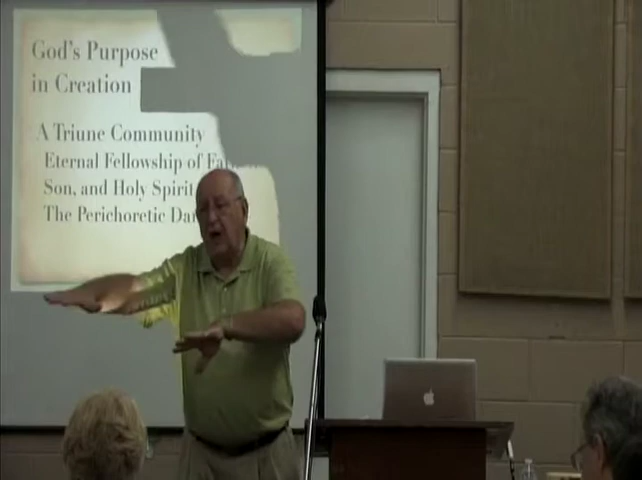 God's Purpose
in Creation
A Triune Community
Eternal Fellowship of
Son, and Holy Spirit
The Perichoretic